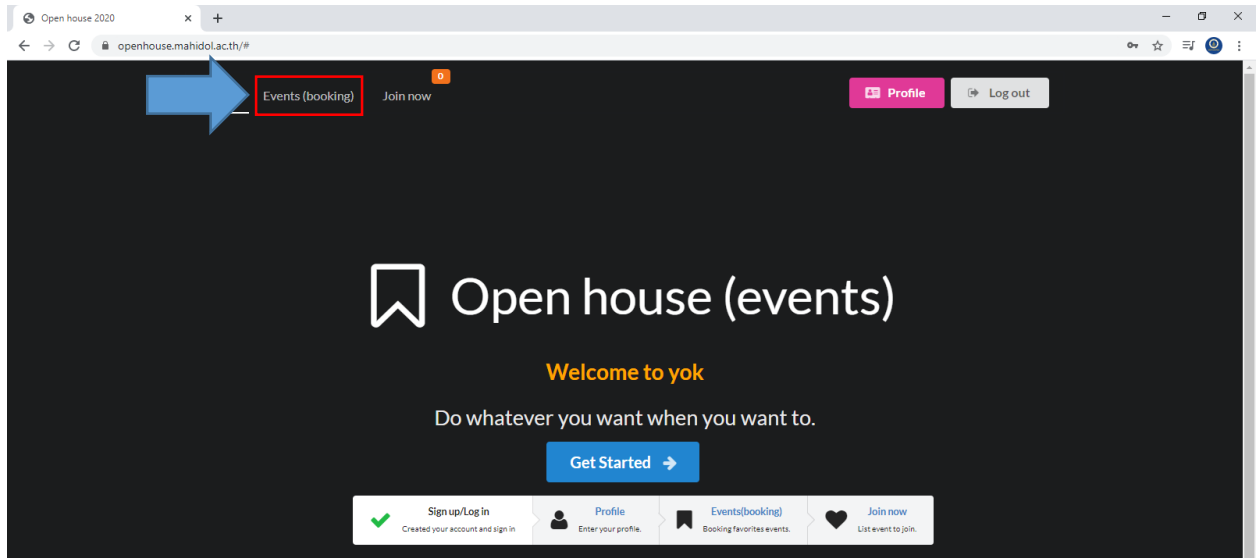 Open house 2020
openhouse.mahidol.ac.th/#
0
Events (booking) Join now Profile Log out
Open house (events)
Welcome to yok
Do whatever you want when you want to.
Get Started
Sign up/Log in Profile Events(booking) Join now
Created your account and sign in Enter your profile. Booking favorites events. List event to join.